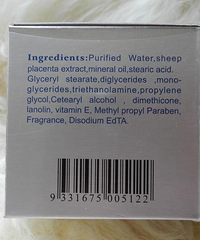 Ingredients:Purified Water,sheep
placenta extract,mineral oil,stearic acid.
Glyceryl stearate,diglycerides ,mono-
glycerides,triethanolamine,propylene
glycol,Cetearyl alcohol , dimethicone,
lanolin, vitamin E, Methyl propyl Paraben,
Fragrance, Disodium EdTA.
9 331675 005122